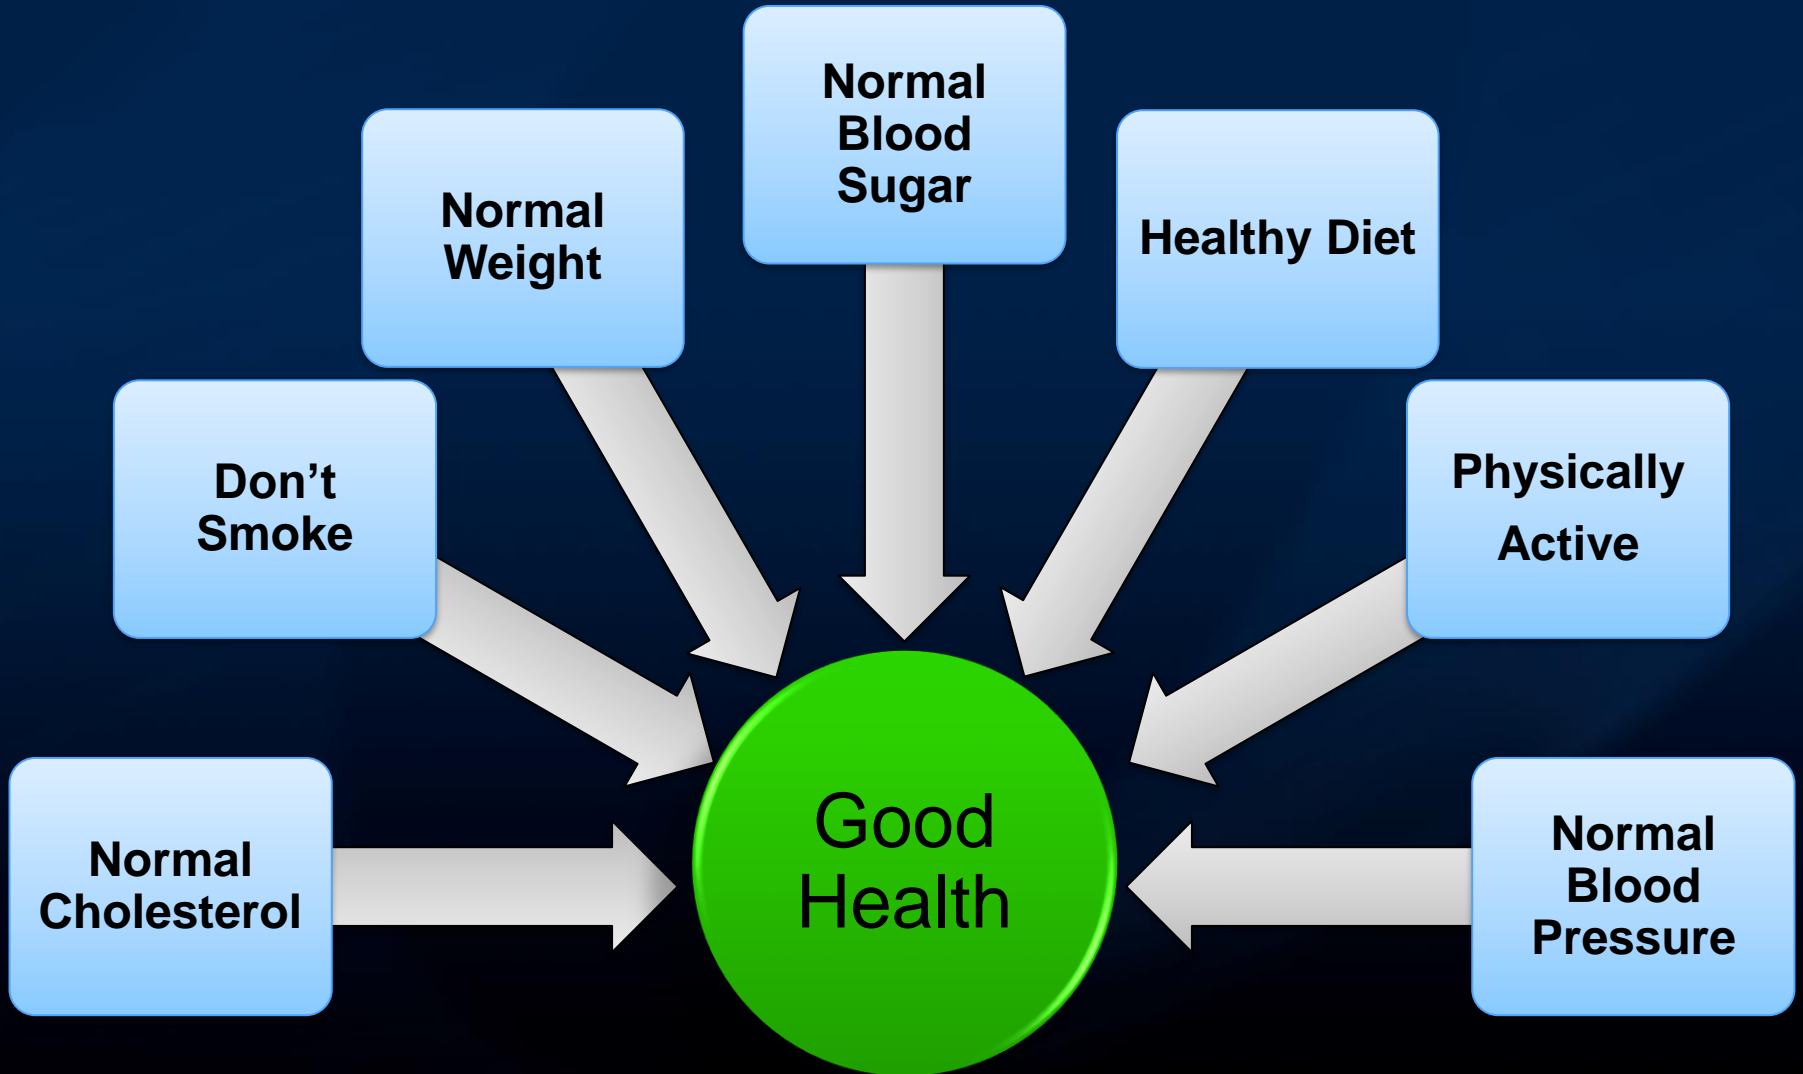 Normal
Blood
Sugar
Normal
Weight
Healthy Diet
Don’t
Smoke
Physically
Active
Normal
Cholesterol
Good
Health
Normal
Blood
Pressure